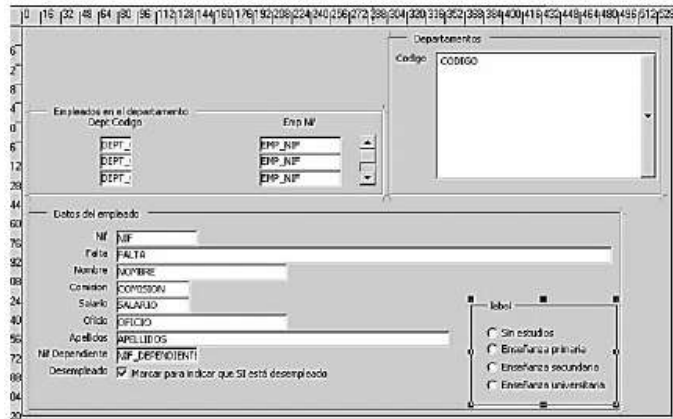 0 16 32 48 64 80 96 112 128 144 160 176 192 208 224 240 256 272 288 304 320 336 352 368 384 400 416 432 448 464 480 496 512 528
Departamentos
Codigo CODIGO
Empleados en el departamento
Dept Codigo Emp Nif
DEPT_ EMP_NIF
DEPT_ EMP_NIF
DEPT_ EMP_NIF
Datos del empleado
Nif NIF
Falta FALTA
Nombre NOMBRE
Comision COMISION
Salario SALARIO
Oficio OFICIO
Apellidos APELLIDOS
Nif Dependiente NIF_DEPENDIENT
Desempleado Marcar para indicar que SI está desempleado
label
Sin estudios
Enseñanza primaria
Enseñanza secundaria
Enseñanza universitaria